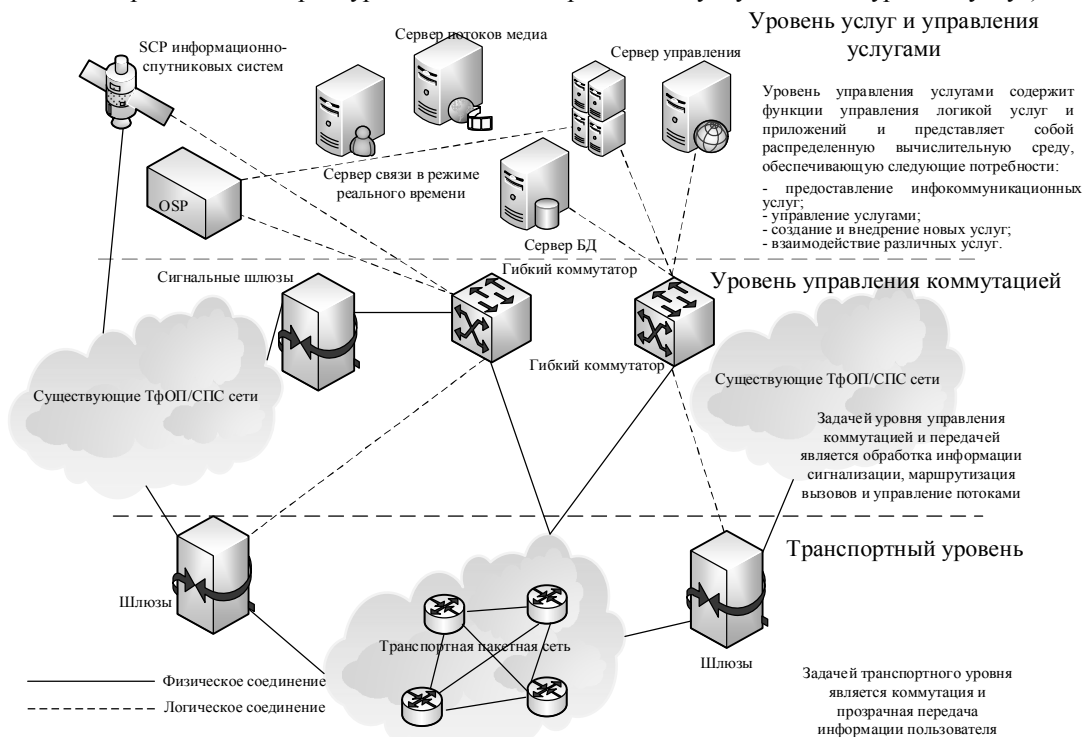 Уровень услуг и управления
услугами
SCP информационно-
спутниковых систем
Сервер потоков медиа
Сервер управления
Уровень управления услугами содержит
функции управления логикой услуг и
приложений и представляет собой
распределенную вычислительную среду,
обеспечивающую следующие потребности:
- предоставление инфокоммуникационных
услуг;
- управление услугами;
- создание и внедрение новых услуг;
- взаимодействие различных услуг.
Сервер связи в режиме
реального времени
OSP
Сервер БД
Сигнальные шлюзы
Гибкий коммутатор
Уровень управления коммутацией
Гибкий коммутатор
Существующие ТфОП/СПС сети
Существующие ТфОП/СПС сети
Задачей уровня управления
коммутацией и передачей
является обработка информации
сигнализации, маршрутизация
вызовов и управление потоками
Транспортный уровень
Шлюзы
Транспортная пакетная сеть
Шлюзы
Физическое соединение
Логическое соединение
Задачей транспортного уровня
является коммутация и
прозрачная передача
информации пользователя